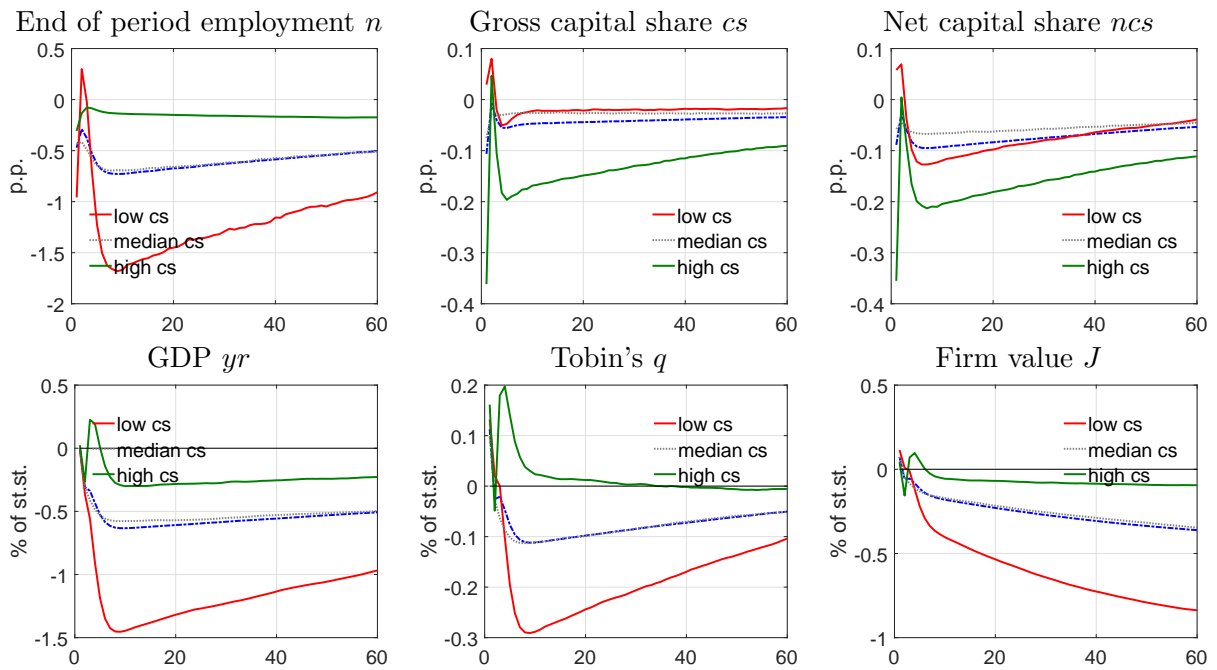 End of period employment n
Gross capital share cs
Net capital share ncs
p.p.
0.5
0
-0.5
-1
-1.5
-2
low cs
median cs
high cs
0 20 40 60
0.1
0
-0.1
-0.2
-0.3
-0.4
low cs
median cs
high cs
0 20 40 60
p.p.
0.1
0
-0.1
-0.2
-0.3
-0.4
low cs
median cs
high cs
0 20 40 60
GDP yr
Tobin's q
Firm value J
% of st.st.
0.5
0
-0.5
-1
-1.5
low cs
median cs
high cs
0 20 40 60
0.2
0.1
0
-0.1
-0.2
-0.3
low cs
median cs
high cs
0 20 40 60
% of st.st.
0.5
0
-0.5
-1
low cs
median cs
high cs
0 20 40 60